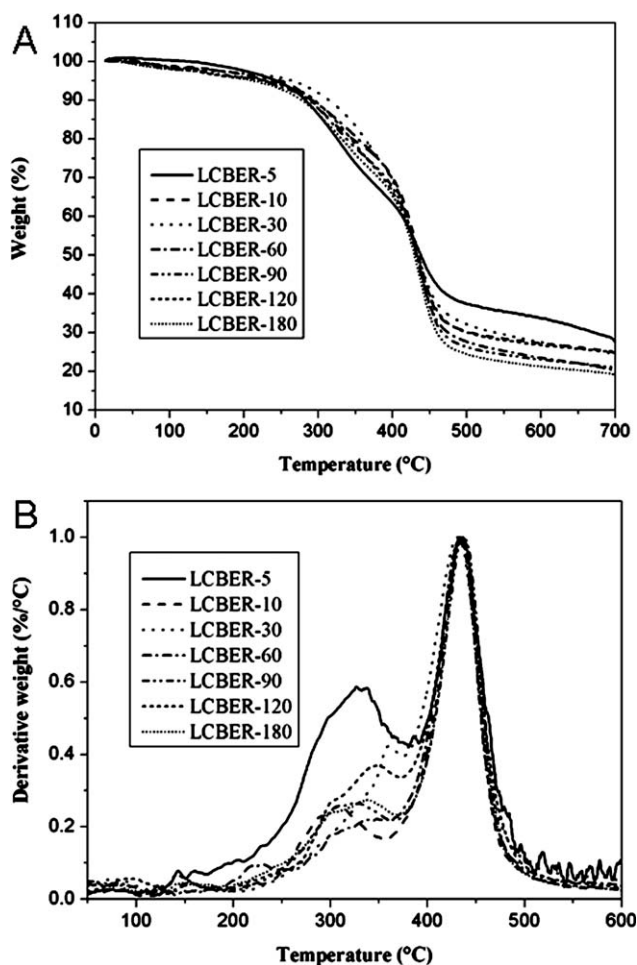 A
110
100
90
80
70
60
50
40
30
20
10
Weight (%)
LCBER-5
LCBER-10
LCBER-30
LCBER-60
LCBER-90
LCBER-120
LCBER-180
0 100 200 300 400 500 600 700
Temperature (°C)
B
1.0
0.8
0.6
0.4
0.2
0.0
Derivative weight (%/°C)
LCBER-5
LCBER-10
LCBER-30
LCBER-60
LCBER-90
LCBER-120
LCBER-180
100 200 300 400 500 600
Temperature (°C)